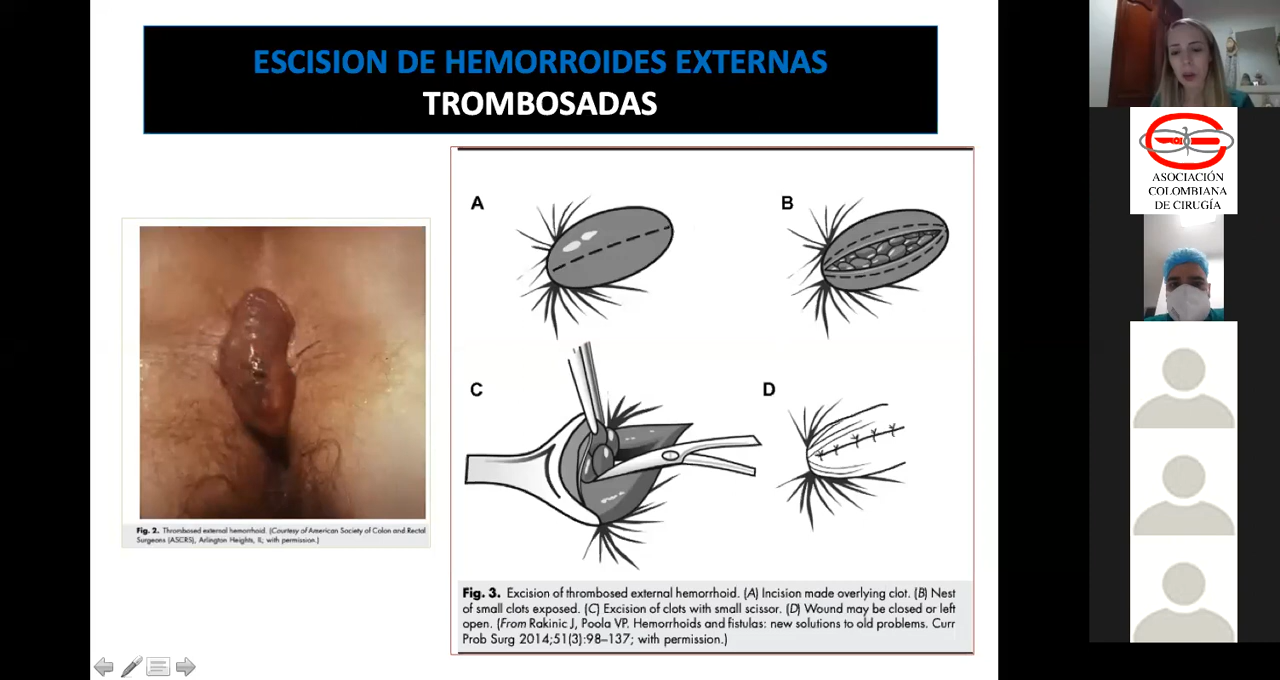 ESCISION DE HEMORROIDES EXTERNAS
TROMBOSADAS
Fig. 2. Thrombosed external hemorrhoid. (Courtesy of American Society of Colon and Rectal
Surgeons (ASCRS), Arlington Heights, IL; with permission.)
A
B
C
D
Fig. 3. Excision of thrombosed external hemorrhoid. (A) Incision made overlying clot. (B) Nest
of small clots exposed. (C) Excision of clots with small scissor. (D) Wound may be closed or left
open. (From Rakinic J, Poola VP. Hemorrhoids and fistulas: new solutions to old problems. Curr
Prob Surg 2014;51(3):98–137; with permission.)
ASOCIACIÓN
COLOMBIANA
DE CIRUGÍA